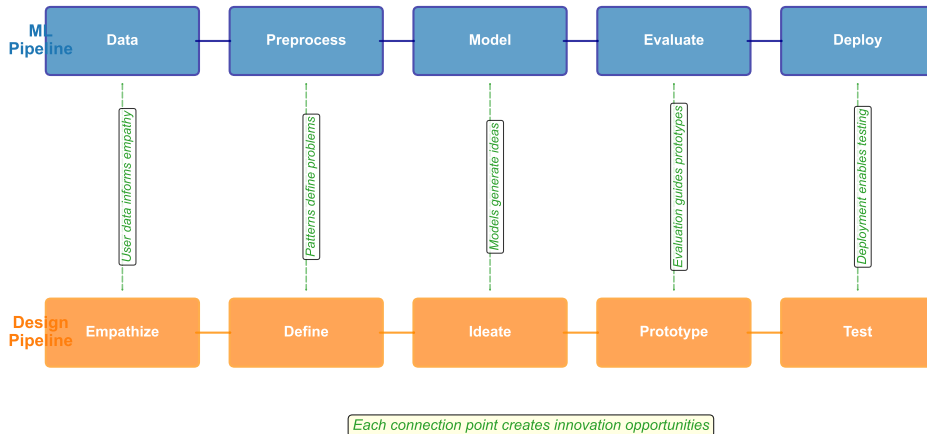 ML
Pipeline
Data
Preprocess
Model
Evaluate
Deploy
User data informs empathy
Patterns define problems
Models generate ideas
Evaluation guides prototypes
Deployment enables testing
Design
Pipeline
Empathize
Define
Ideate
Prototype
Test
Each connection point creates innovation opportunities